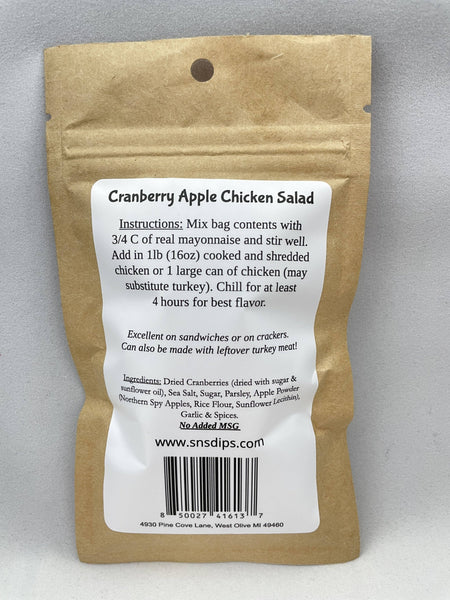 Cranberry Apple Chicken Salad
Instructions: Mix bag contents with
3/4 C of real mayonnaise and stir well.
Add in 1lb (16oz) cooked and shredded
chicken or 1 large can of chicken (may
substitute turkey). Chill for at least
4 hours for best flavor.
Excellent on sandwiches or on crackers.
Can also be made with leftover turkey meat!
Ingredients: Dried Cranberries (dried with sugar &
sunflower oil), Sea Salt, Sugar, Parsley, Apple Powder
(Northern Spy Apples, Rice Flour, Sunflower Lecithin),
Garlic & Spices.
No Added MSG
www.snsdips.com
8 50027 41613 7
4930 Pine Cove Lane, West Olive MI 49460